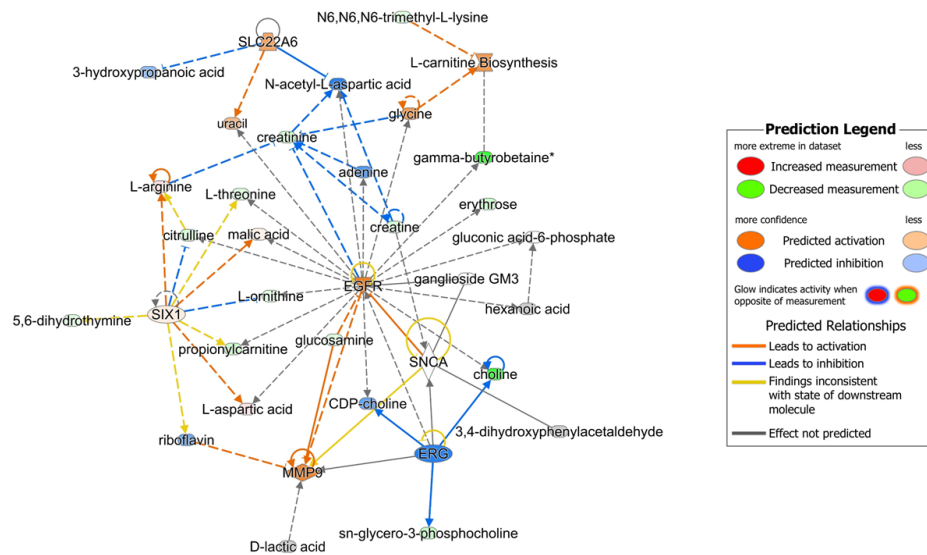 N6,N6,N6-trimethyl-L-lysine
SLC22A6
L-carnitine Biosynthesis
3-hydroxypropanoic acid
N-acetyl-L-aspartic acid
glycine
uracil
creatinine
gamma-butyrobetaine*
adenine
L-arginine
L-threonine
erythrose
creatine
citrulline
malic acid
gluconic acid-6-phosphate
EGFR
ganglioside GM3
L-ornithine
hexanoic acid
SIX1
5,6-dihydrothymine
glucosamine
propionylcarnitine
SNCA
choline
L-aspartic acid
CDP-choline
3,4-dihydroxyphenylacetaldehyde
riboflavin
ERG
MMP9
sn-glycero-3-phosphocholine
D-lactic acid
Prediction Legend
more extreme in dataset less
Increased measurement
Decreased measurement
more confidence less
Predicted activation
Predicted inhibition
Glow indicates activity when
opposite of measurement
Predicted Relationships
Leads to activation
Leads to inhibition
Findings inconsistent
with state of downstream
molecule
Effect not predicted